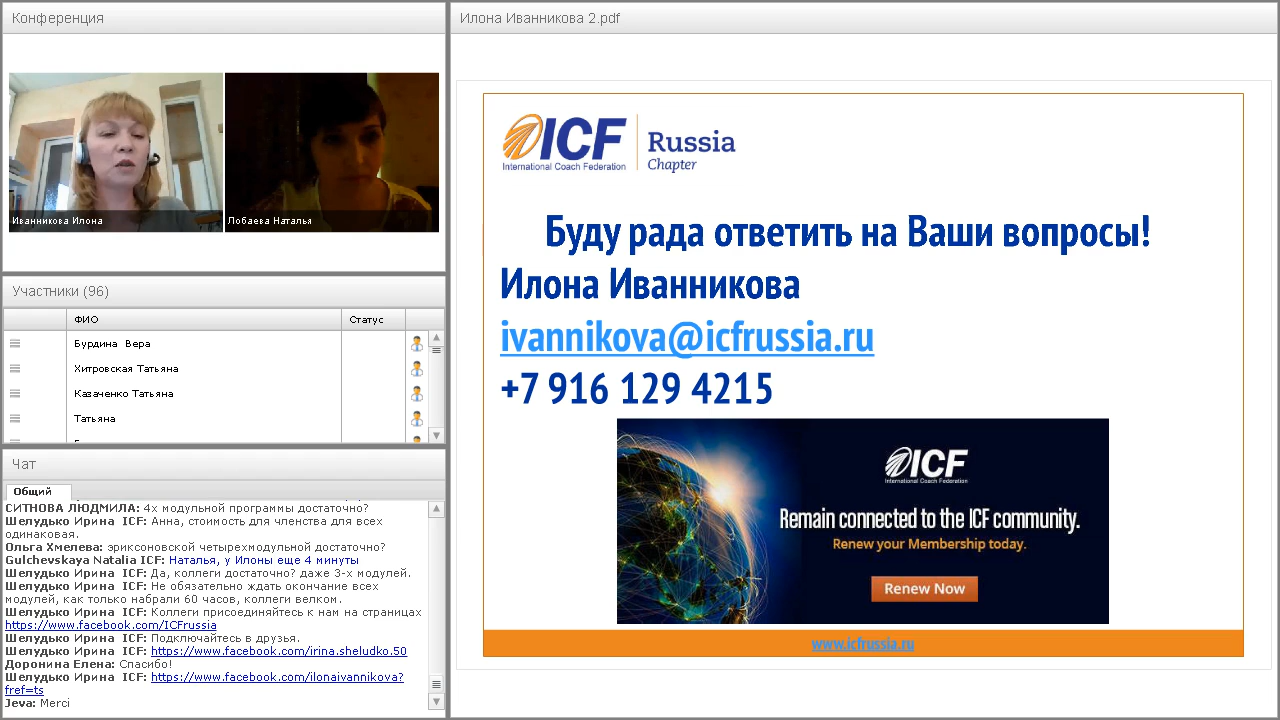 Конференция
Иванникова Илона
Лобаева Наталья
Участники (96)
ФИО
Статус
Бурдина Вера
Хитровская Татьяна
Казаченко Татьяна
Татьяна
Чат
Общий
СИТНОВА ЛЮДМИЛА: 4х модульной программы достаточно?
Шелудько Ирина ICF: Анна, стоимость для членства для всех
одинаковая.
Ольга Хмелева: эриксоновской четырехмодульной достаточно?
Gulchevskaya Natalia ICF: Наталья, у Илоны еще 4 минуты
Шелудько Ирина ICF: Да, коллеги достаточно? даже 3-х модулей.
Шелудько Ирина ICF: Не обязательно ждать окончания всех
модулей, как только набрали 60 часов велком.
Шелудько Ирина ICF: Коллеги присоединяйтесь к нам на страницах
https://www.facebook.com/ICFrussia
Шелудько Ирина ICF: Подключайтесь в друзья.
Шелудько Ирина ICF: https://www.facebook.com/irina.sheludko.50
Доронина Елена: Спасибо!
Шелудько Ирина ICF: https://www.facebook.com/ilonaivannikova?
fref=ts
Jeva: Merci
Илона Иванникова 2.pdf
ICF
International Coach Federation
Russia
Chapter
Буду рада ответить на Ваши вопросы!
Илона Иванникова
ivannikova@icfrussia.ru
+7 916 129 4215
ICF
International Coach Federation
Remain connected to the ICF community.
Renew your Membership today.
Renew Now
www.icfrussia.ru